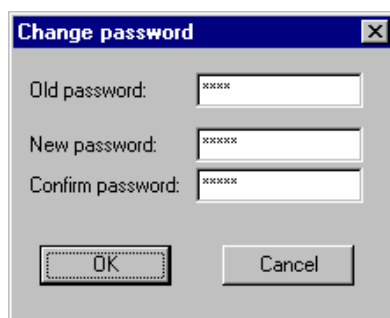 Change password
Old password: ****
New password: *****
Confirm password: *****
OK Cancel